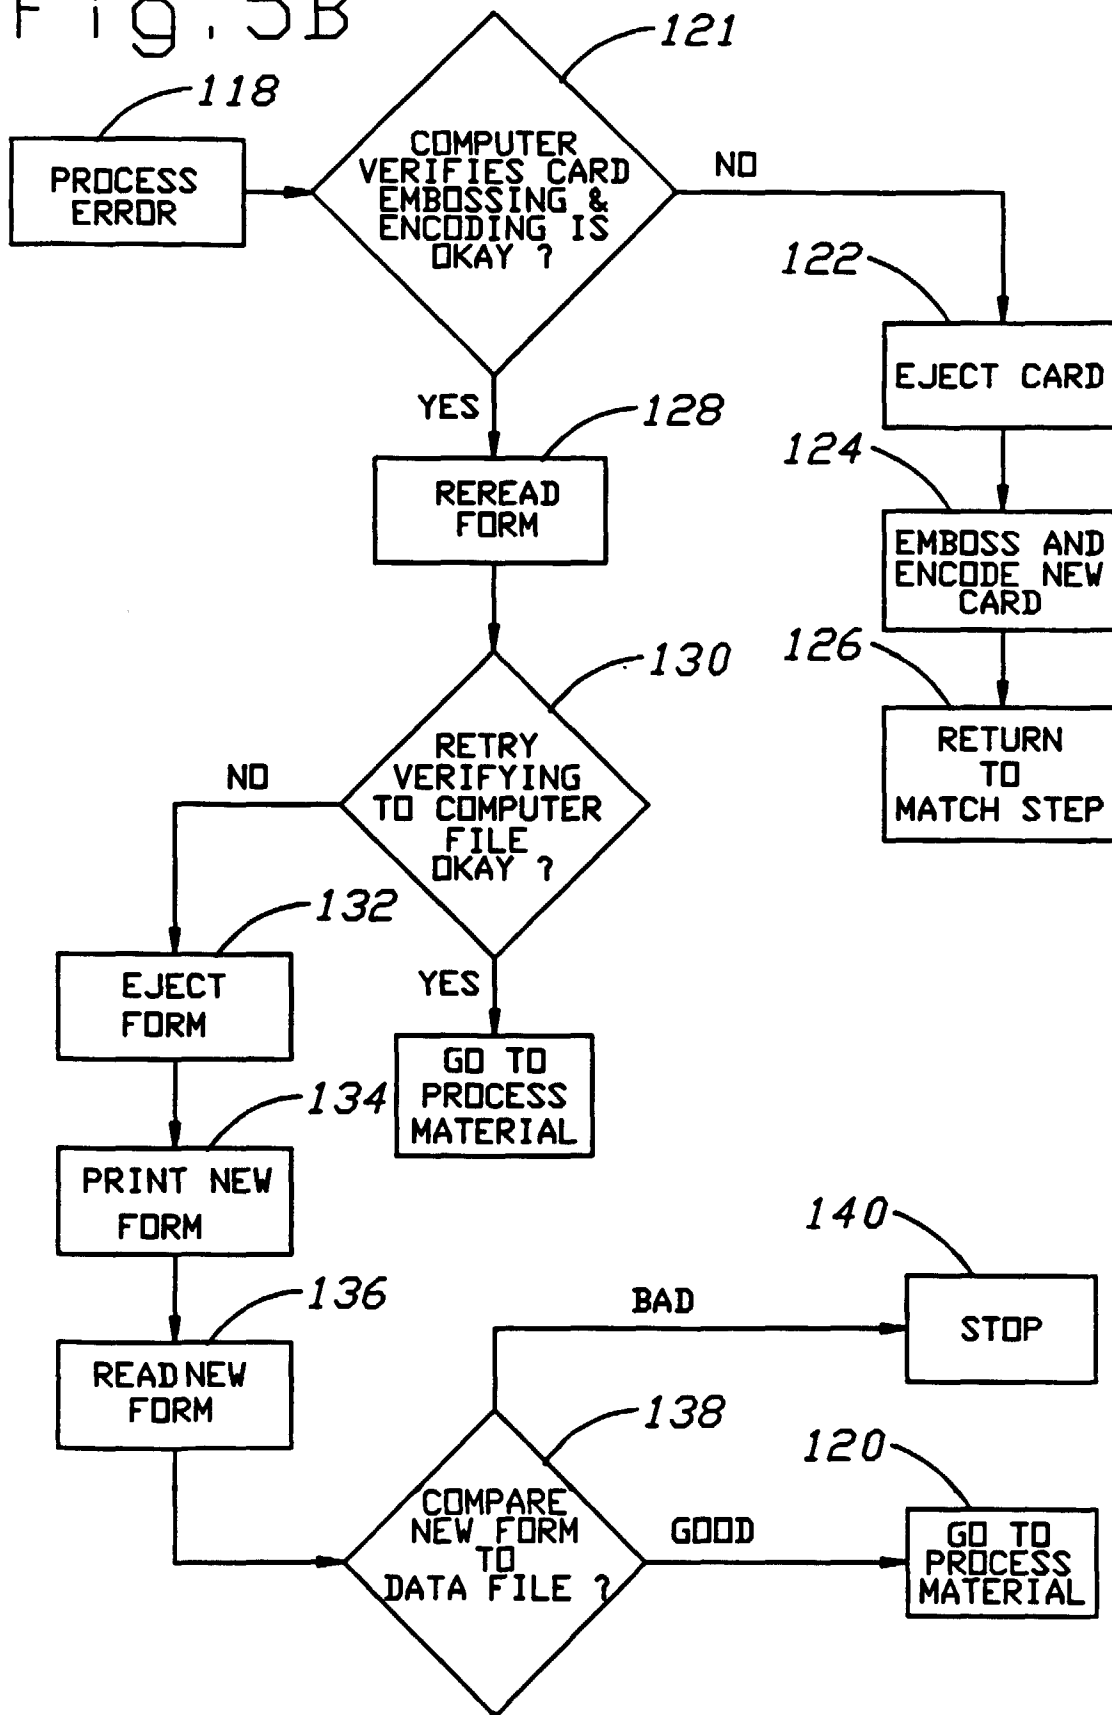 Fig. 5B
121
118
PROCESS
ERROR
COMPUTER
VERIFIES CARD
EMBOSSING &
ENCODING IS
OKAY ?
NO
122
EJECT CARD
YES
128
REREAD
FORM
124
EMBOSS AND
ENCODE NEW
CARD
130
126
RETURN
TO
MATCH STEP
RETRY
VERIFYING
TO COMPUTER
FILE
OKAY ?
NO
132
EJECT
FORM
YES
GO TO
PROCESS
MATERIAL
134
PRINT NEW
FORM
136
READ NEW
FORM
140
BAD
STOP
138
COMPARE
NEW FORM
TO
DATA FILE ?
GOOD
120
GO TO
PROCESS
MATERIAL